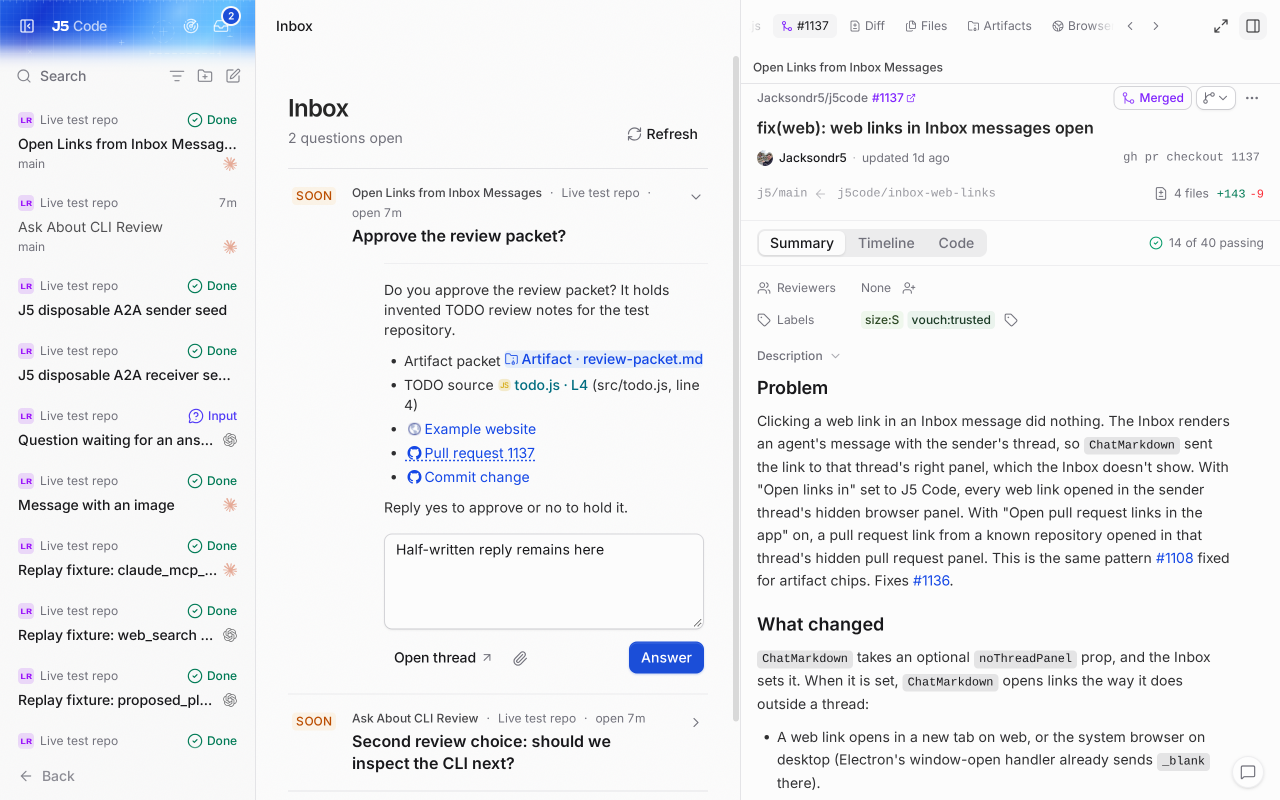 J5 Code
2
Search
LR Live test repo Done
Open Links from Inbox Messag...
main
LR Live test repo 7m
Ask About CLI Review
main
LR Live test repo Done
J5 disposable A2A sender seed
LR Live test repo Done
J5 disposable A2A receiver se...
LR Live test repo Input
Question waiting for an ans...
LR Live test repo Done
Message with an image
LR Live test repo Done
Replay fixture: claude_mcp_...
LR Live test repo Done
Replay fixture: web_search ...
LR Live test repo Done
Replay fixture: proposed_pl...
LR Live test repo Done
Back
Inbox
Inbox
2 questions open
Refresh
SOON
Open Links from Inbox Messages · Live test repo ·
open 7m
Approve the review packet?
Do you approve the review packet? It holds
invented TODO review notes for the test
repository.
• Artifact packet Artifact · review-packet.md
• TODO source JS todo.js · L4 (src/todo.js, line
4)
• Example website
• Pull request 1137
• Commit change
Reply yes to approve or no to hold it.
Half-written reply remains here
Open thread
Answer
SOON
Ask About CLI Review · Live test repo · open 7m
Second review choice: should we
inspect the CLI next?
#1137 Diff Files Artifacts Browse
Open Links from Inbox Messages
Jacksondr5/j5code #1137
Merged
fix(web): web links in Inbox messages open
Jacksondr5 · updated 1d ago
gh pr checkout 1137
j5/main ← j5code/inbox-web-links
4 files +143 -9
Summary Timeline Code
14 of 40 passing
Reviewers None
Labels size:S vouch:trusted
Description
Problem
Clicking a web link in an Inbox message did nothing. The Inbox renders
an agent's message with the sender's thread, so ChatMarkdown sent
the link to that thread's right panel, which the Inbox doesn't show. With
"Open links in" set to J5 Code, every web link opened in the sender
thread's hidden browser panel. With "Open pull request links in the
app" on, a pull request link from a known repository opened in that
thread's hidden pull request panel. This is the same pattern #1108 fixed
for artifact chips. Fixes #1136.
What changed
ChatMarkdown takes an optional noThreadPanel prop, and the Inbox
sets it. When it is set, ChatMarkdown opens links the way it does
outside a thread:
• A web link opens in a new tab on web, or the system browser on
desktop (Electron's window-open handler already sends _blank
there).